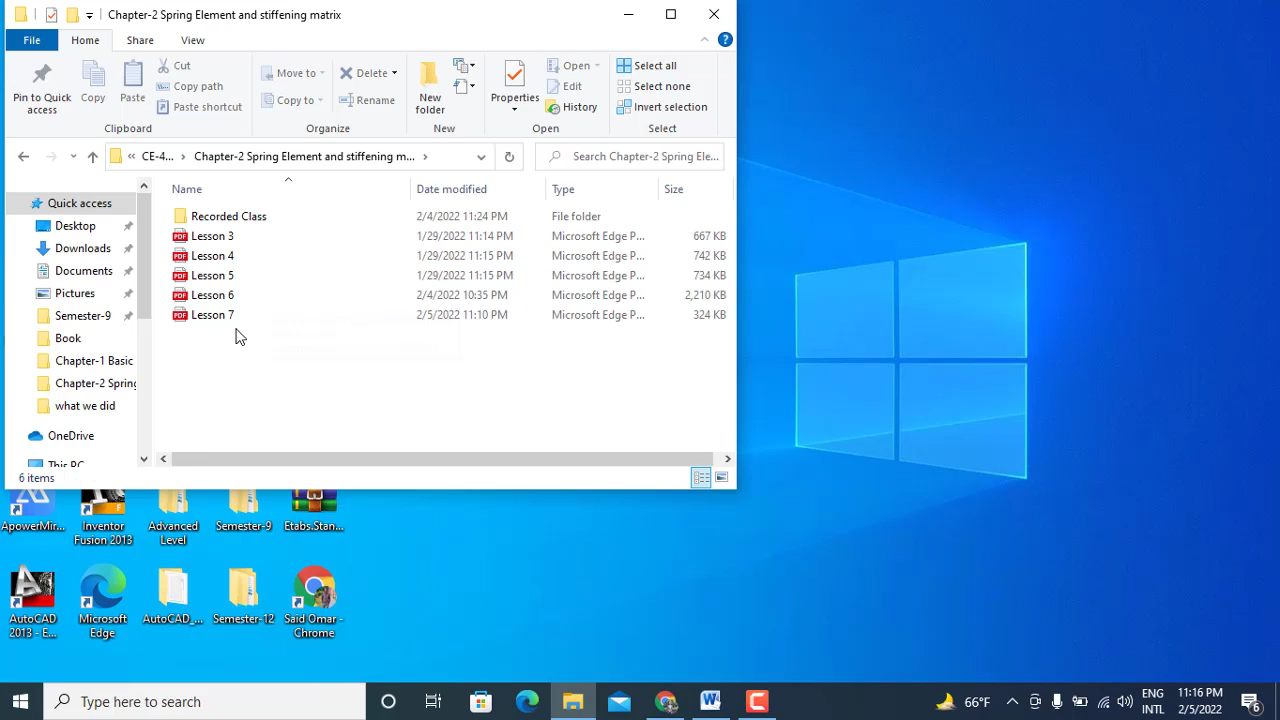 Chapter-2 Spring Element and stiffening matrix
File Home Share View
Pin to Quick access
Copy
Paste
Cut
Copy path
Paste shortcut
Clipboard
Move to
Copy to
Delete
Rename
Organize
New folder
New
Properties
Open
Edit
History
Open
Select all
Select none
Invert selection
Select
« CE-4... > Chapter-2 Spring Element and stiffening m... >
Search Chapter-2 Spring Ele...
Quick access
Desktop
Downloads
Documents
Pictures
Semester-9
Book
Chapter-1 Basic
Chapter-2 Spring
what we did
OneDrive
This PC
Name Date modified Type Size
Recorded Class 2/4/2022 11:24 PM File folder
Lesson 3 1/29/2022 11:14 PM Microsoft Edge P... 667 KB
Lesson 4 1/29/2022 11:15 PM Microsoft Edge P... 742 KB
Lesson 5 1/29/2022 11:15 PM Microsoft Edge P... 734 KB
Lesson 6 2/4/2022 10:35 PM Microsoft Edge P... 2,210 KB
Lesson 7 2/5/2022 11:10 PM Microsoft Edge P... 324 KB
6 items
ApowerMir...
Inventor
Fusion 2013
Advanced
Level
Semester-9
Etabs.Stan...
AutoCAD
2013 - E...
Microsoft
Edge
AutoCAD_...
Semester-12
Said Omar -
Chrome
Type here to search
66°F
ENG
INTL
11:16 PM
2/5/2022
6